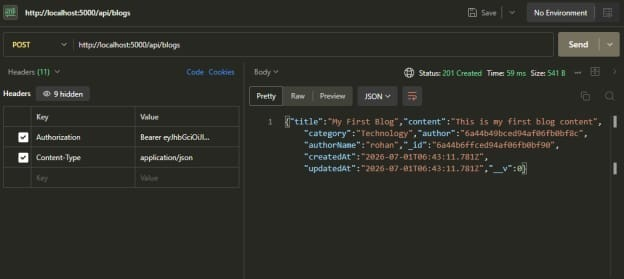 http://localhost:5000/api/blogs
Save
No Environment
POST
http://localhost:5000/api/blogs
Send
Headers (11)
Code Cookies
Headers 9 hidden
Key Value
Authorization Bearer eyJhbGciOiJI...
Content-Type application/json
Key Value
Body
Status: 201 Created Time: 59 ms Size: 541 B
Pretty Raw Preview JSON
1 {"title":"My First Blog","content":"This is my first blog content",
"category":"Technology","author":"6a44b49bced94af06fb0bf8c",
"authorName":"rohan","_id":"6a44b6ffced94af06fb0bf90",
"createdAt":"2026-07-01T06:43:11.781Z",
"updatedAt":"2026-07-01T06:43:11.781Z","__v":0}